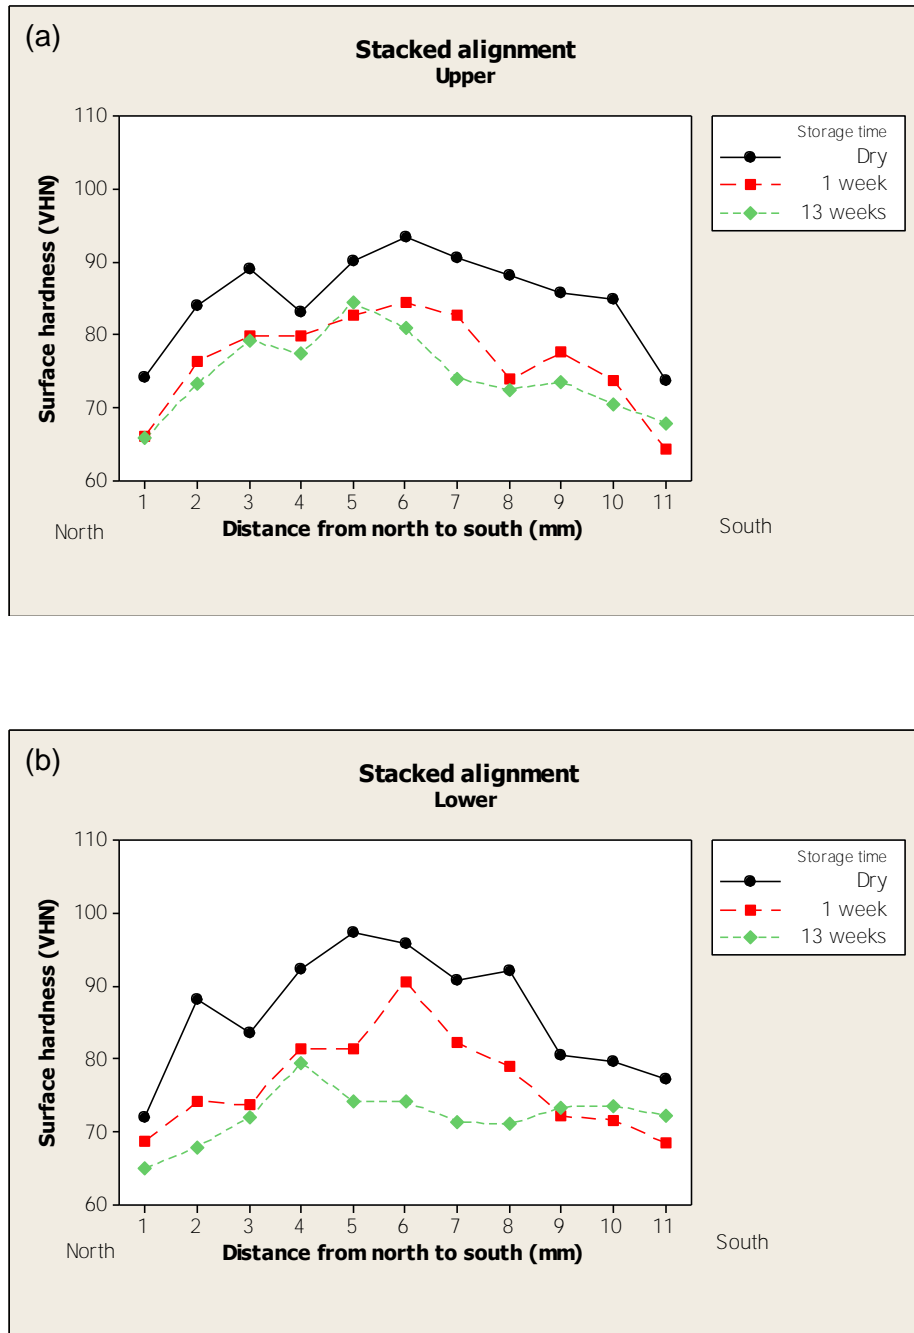 (a)
Stacked alignment
Upper
110
100
90
80
70
60
Surface hardness (VHN)
1 2 3 4 5 6 7 8 9 10 11
North
Distance from north to south (mm)
South
Storage time
Dry
1 week
13 weeks
(b)
Stacked alignment
Lower
110
100
90
80
70
60
Surface hardness (VHN)
1 2 3 4 5 6 7 8 9 10 11
North
Distance from north to south (mm)
South
Storage time
Dry
1 week
13 weeks